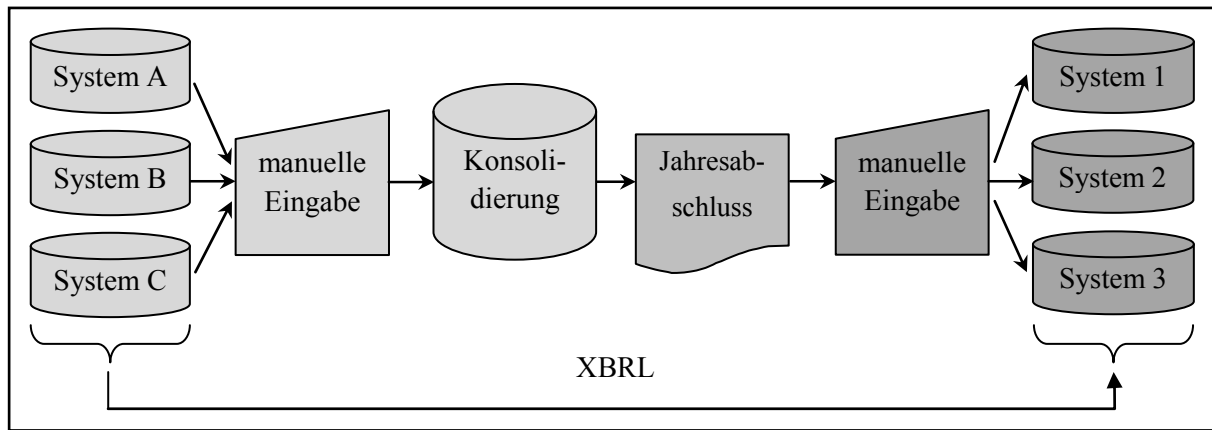 System A
System B
System C
manuelle
Eingabe
Konsoli-
dierung
Jahresab-
schluss
manuelle
Eingabe
System 1
System 2
System 3
XBRL